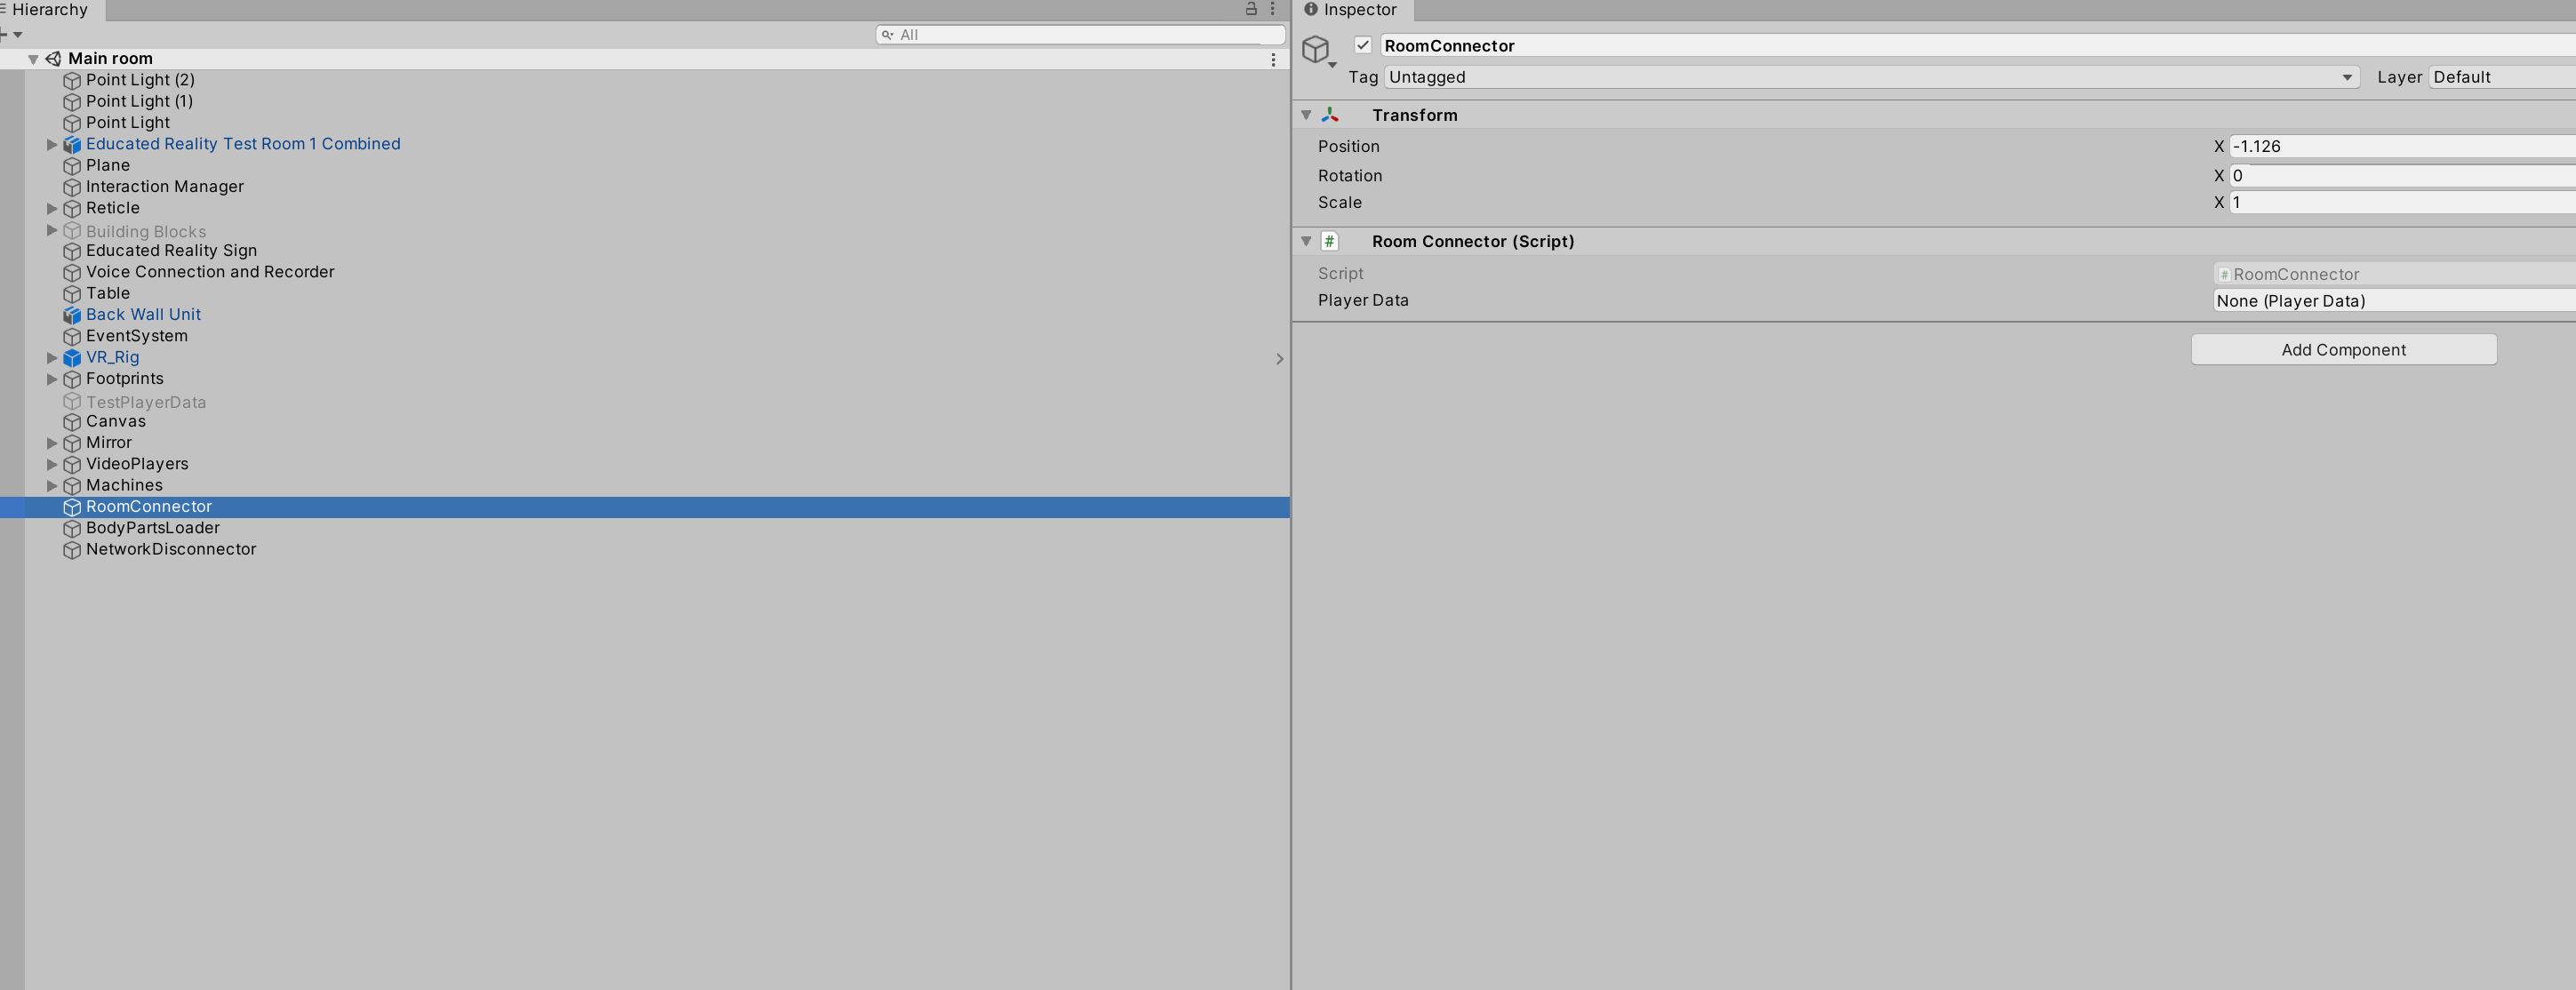 Hierarchy
All
Main room
Point Light (2)
Point Light (1)
Point Light
Educated Reality Test Room 1 Combined
Plane
Interaction Manager
Reticle
Building Blocks
Educated Reality Sign
Voice Connection and Recorder
Table
Back Wall Unit
EventSystem
VR_Rig
Footprints
TestPlayerData
Canvas
Mirror
VideoPlayers
Machines
RoomConnector
BodyPartsLoader
NetworkDisconnector
Inspector
RoomConnector
Tag Untagged Layer Default
Transform
Position X -1.126
Rotation X 0
Scale X 1
# Room Connector (Script)
Script # RoomConnector
Player Data None (Player Data)
Add Component